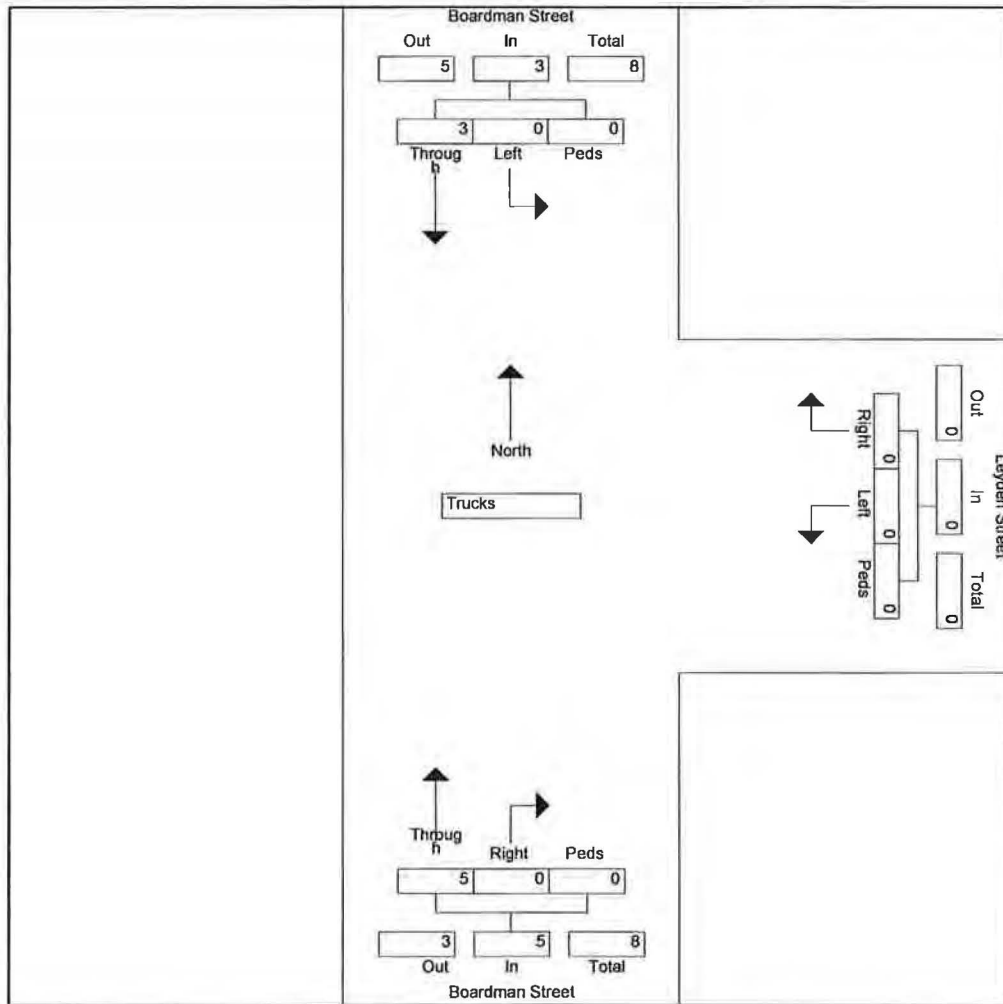 Boardman Street
Out In Total
5 3 8
3 0 0
Throug
h
Left Peds
North
Trucks
Out In Total
0 0 0
Leyden Street
Right Left Peds
0 0 0
Throug
h
Right Peds
5 0 0
3 5 8
Out In Total
Boardman Street